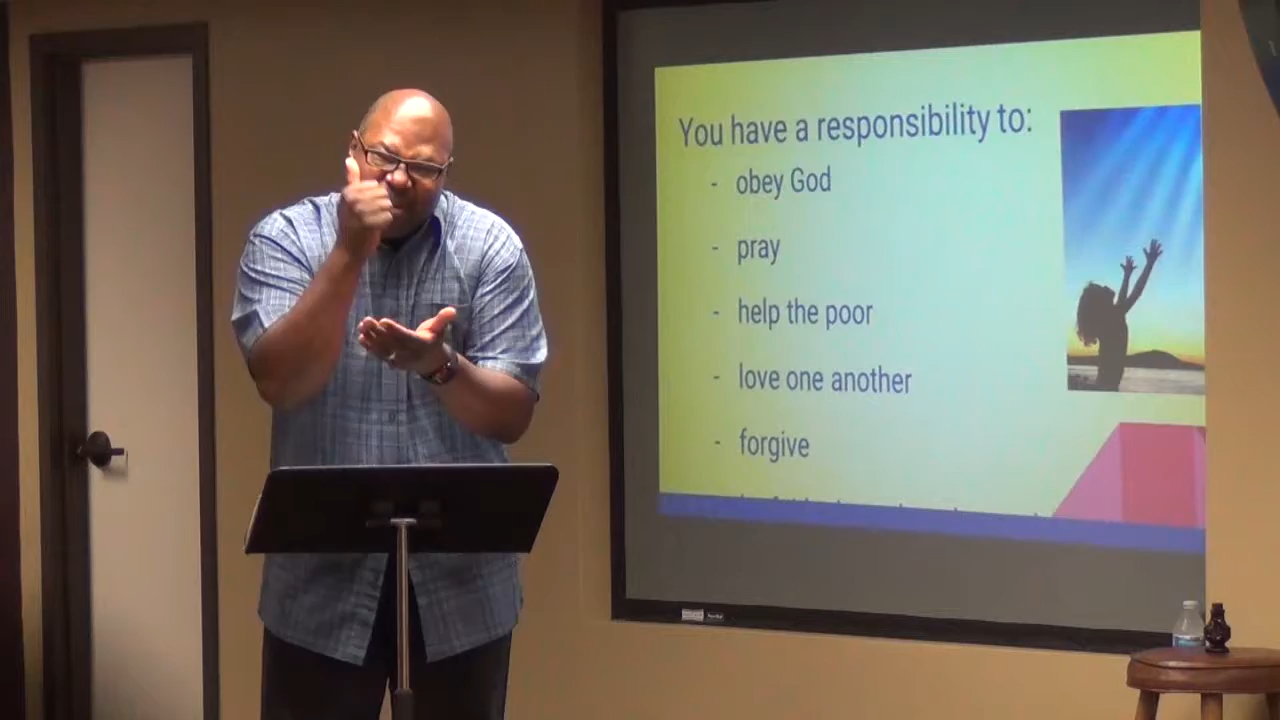 You have a responsibility to:
- obey God
- pray
- help the poor
- love one another
- forgive